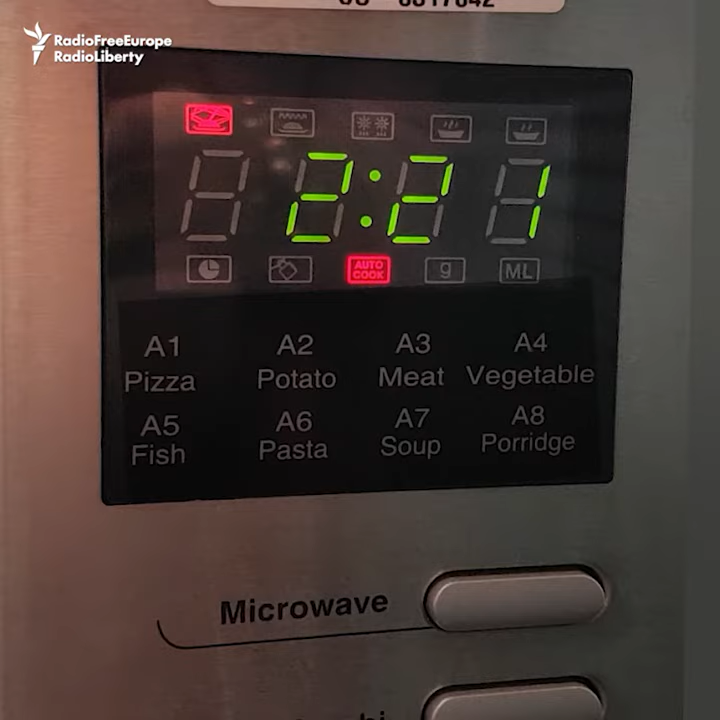 RadioFreeEurope
RadioLiberty
2:21
AUTO
COOK
g
ML
A1 A2 A3 A4
Pizza Potato Meat Vegetable
A5 A6 A7 A8
Fish Pasta Soup Porridge
Microwave